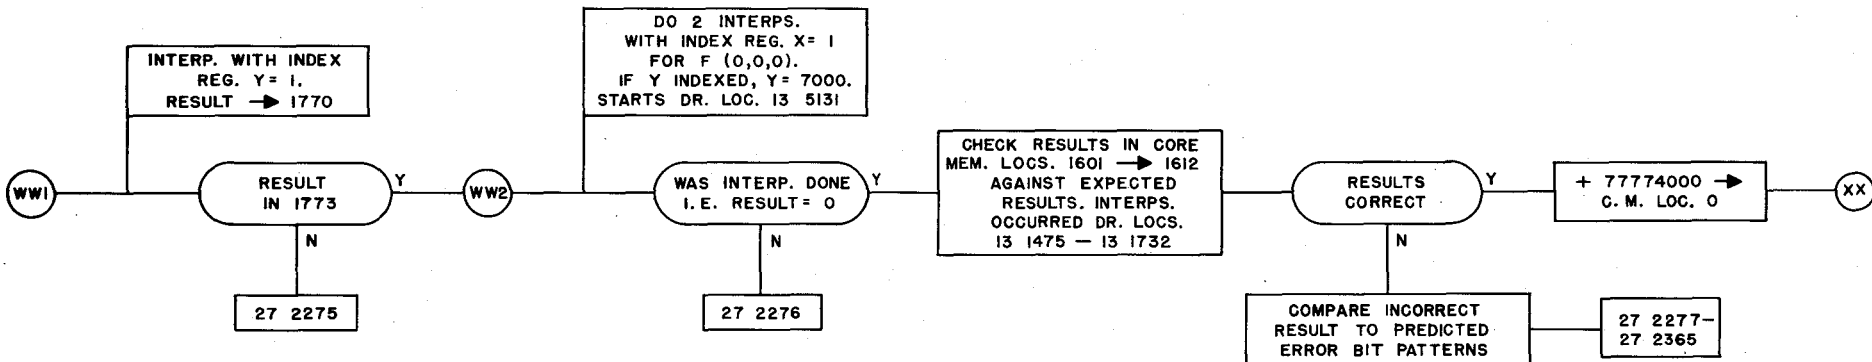 WW1
INTERP. WITH INDEX
REG. Y= 1.
RESULT → 1770
RESULT
IN 1773
Y
N
27 2275
WW2
DO 2 INTERPS.
WITH INDEX REG. X= 1
FOR F (0,0,0).
IF Y INDEXED, Y= 7000.
STARTS DR. LOC. 13 5131
WAS INTERP. DONE
I.E. RESULT= 0
Y
N
27 2276
CHECK RESULTS IN CORE
MEM. LOCS. 1601 → 1612
AGAINST EXPECTED
RESULTS. INTERPS.
OCCURRED DR. LOCS.
13 1475 — 13 1732
RESULTS
CORRECT
Y
N
COMPARE INCORRECT
RESULT TO PREDICTED
ERROR BIT PATTERNS
27 2277—
27 2365
+ 77774000 →
C. M. LOC. 0
XX